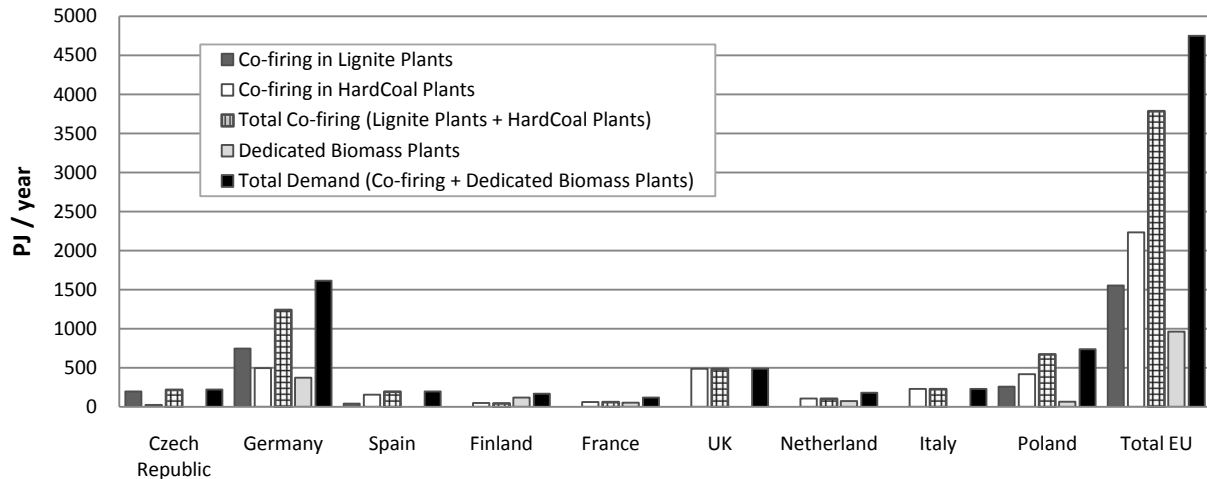 5000
4500
4000
3500
3000
2500
2000
1500
1000
500
0
PJ / year
Co-firing in Lignite Plants
Co-firing in HardCoal Plants
Total Co-firing (Lignite Plants + HardCoal Plants)
Dedicated Biomass Plants
Total Demand (Co-firing + Dedicated Biomass Plants)
Czech Republic Germany Spain Finland France UK Netherland Italy Poland Total EU